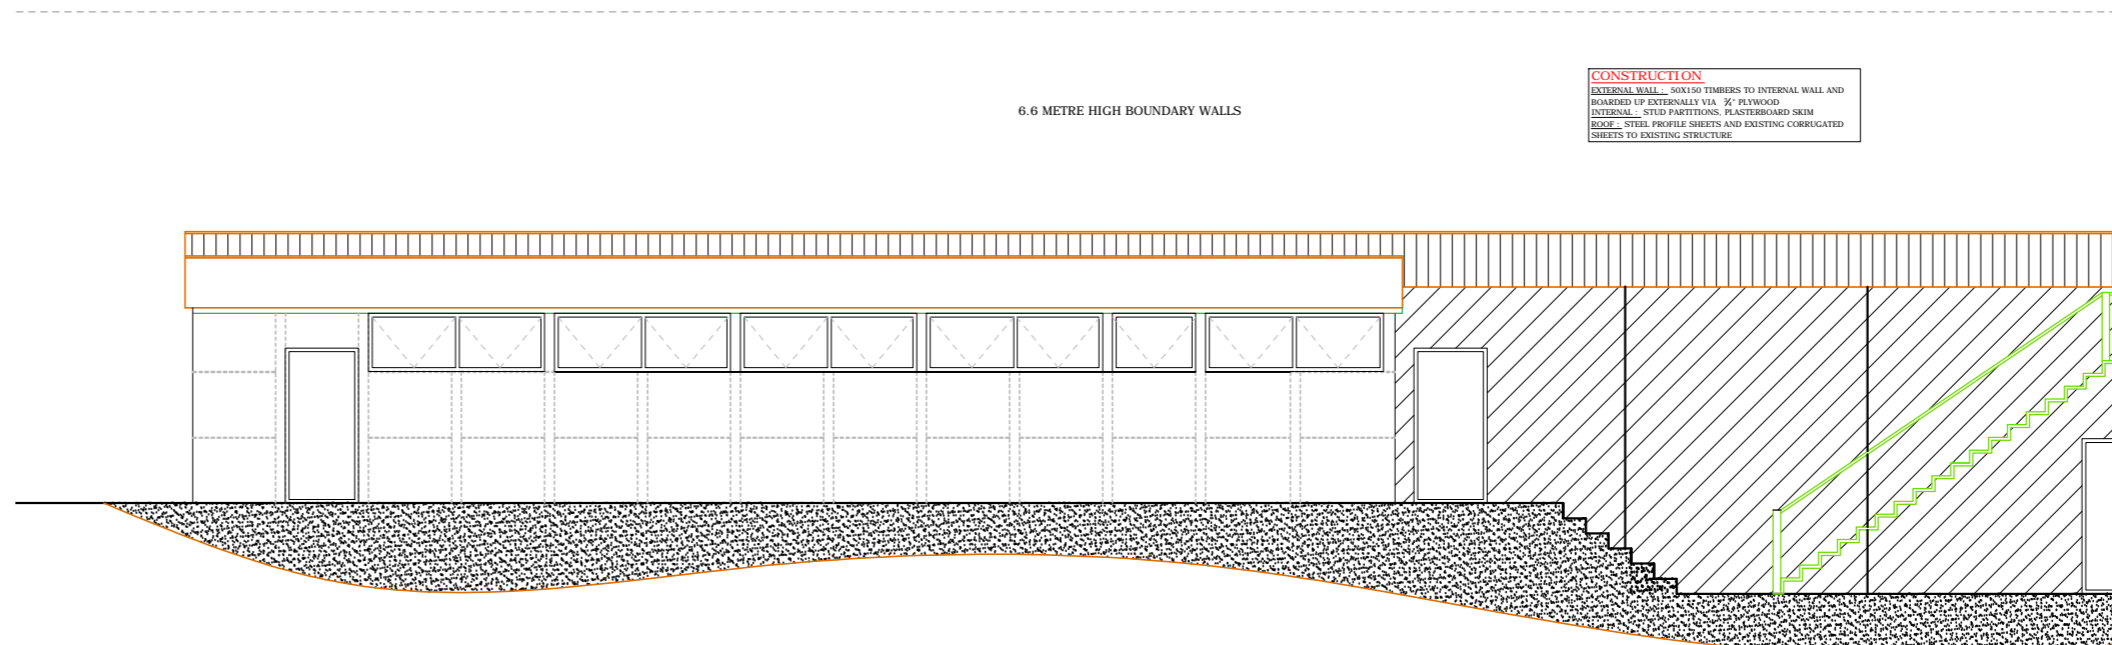 CONSTRUCTION
EXTERNAL WALL : 50X150 TIMBERS TO INTERNAL WALL AND
BOARDED UP EXTERNALLY VIA ¾" PLYWOOD
INTERNAL : STUD PARTITIONS, PLASTERBOARD SKIM
ROOF : STEEL PROFILE SHEETS AND EXISTING CORRUGATED
SHEETS TO EXISTING STRUCTURE
6.6 METRE HIGH BOUNDARY WALLS